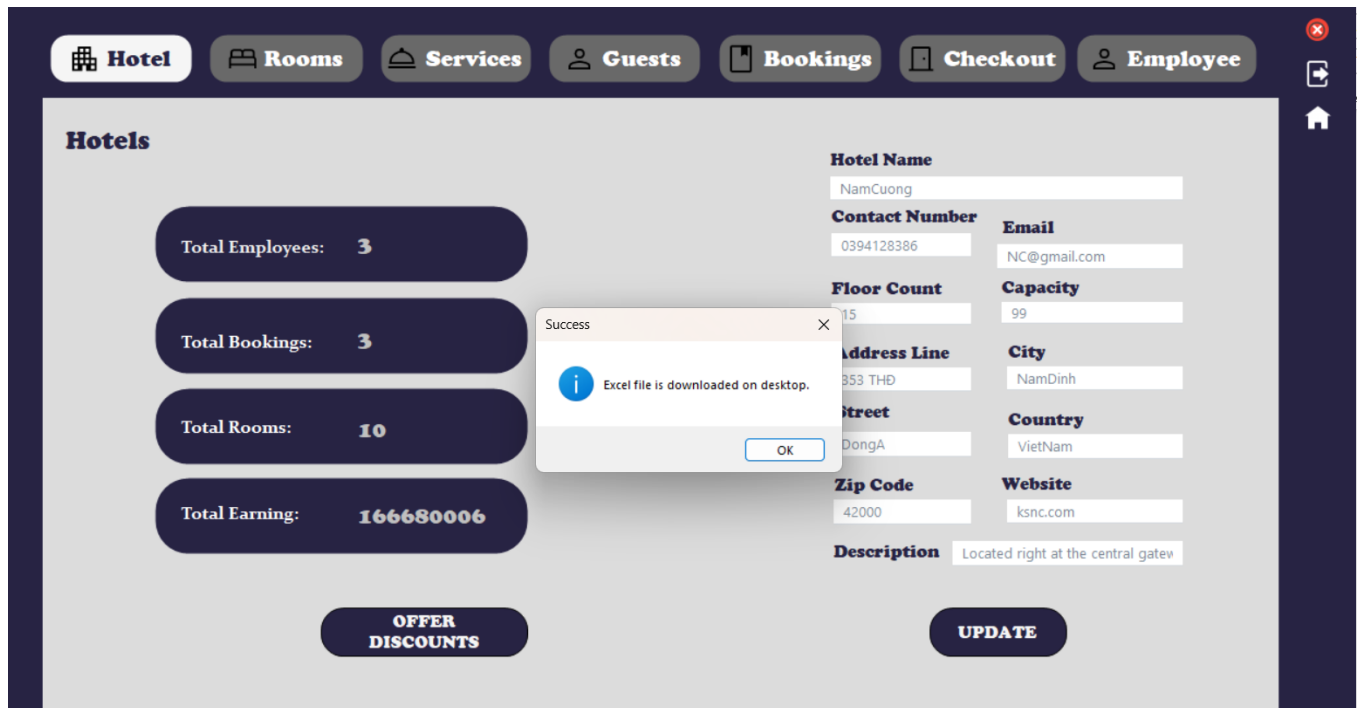 Hotel
Rooms
Services
Guests
Bookings
Checkout
Employee
Hotels
Total Employees: 3
Total Bookings: 3
Total Rooms: 10
Total Earning: 166680006
OFFER
DISCOUNTS
Success
Excel file is downloaded on desktop.
OK
Hotel Name
NamCuong
Contact Number
Email
0394128386
NC@gmail.com
Floor Count
Capacity
15
99
Address Line
City
353 THĐ
NamDinh
Street
Country
DongA
VietNam
Zip Code
Website
42000
ksnc.com
Description
Located right at the central gatew
UPDATE